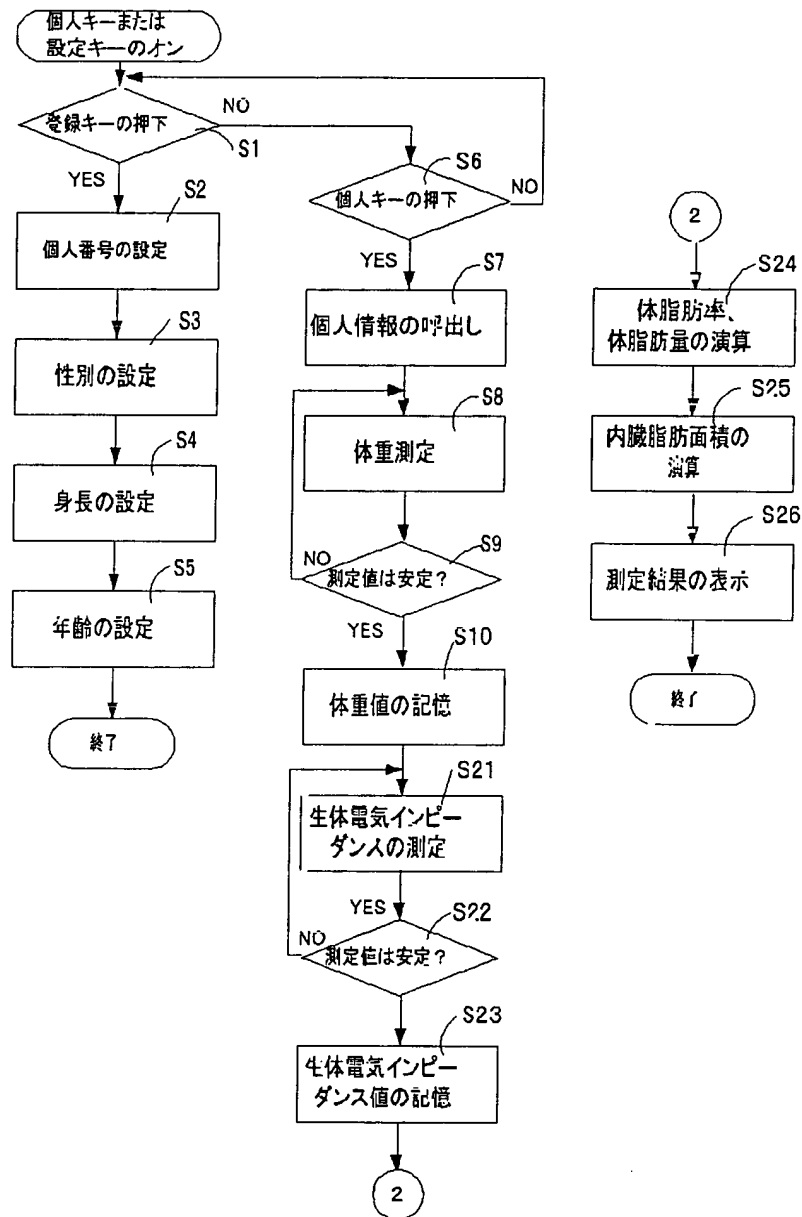 個人キーまたは
設定キーのオン
登録キーの押下
S1
NO
YES
S2
個人番号の設定
S3
性別の設定
S4
身長の設定
S5
年齢の設定
終了
S6
個人キーの押下
NO
YES
S7
個人情報の呼出し
S8
体重測定
S9
測定値は安定?
NO
YES
S10
体重値の記憶
S21
生体電気インピー
ダンスの測定
YES
S22
測定値は安定?
NO
S23
生体電気インピー
ダンス値の記憶
2
2
S24
体脂肪率、
体脂肪量の演算
S25
内臓脂肪面積の
演算
S26
測定結果の表示
終了